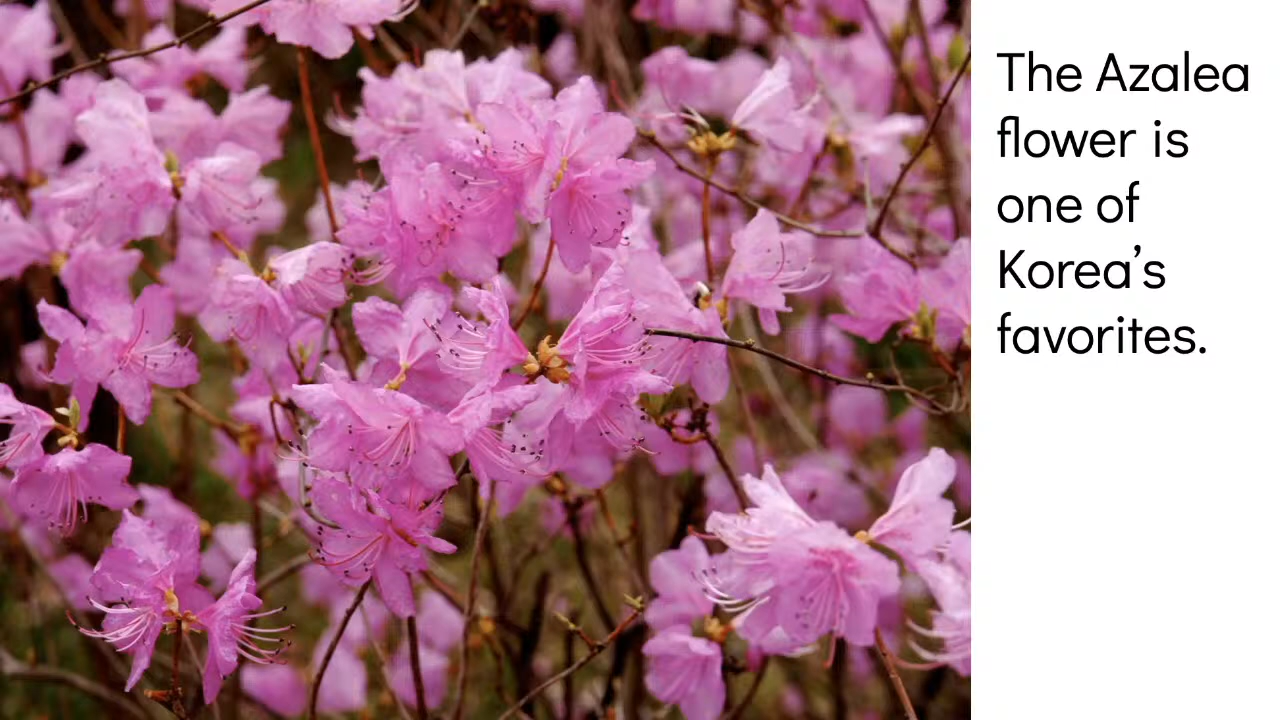 The Azalea
flower is
one of
Korea’s
favorites.